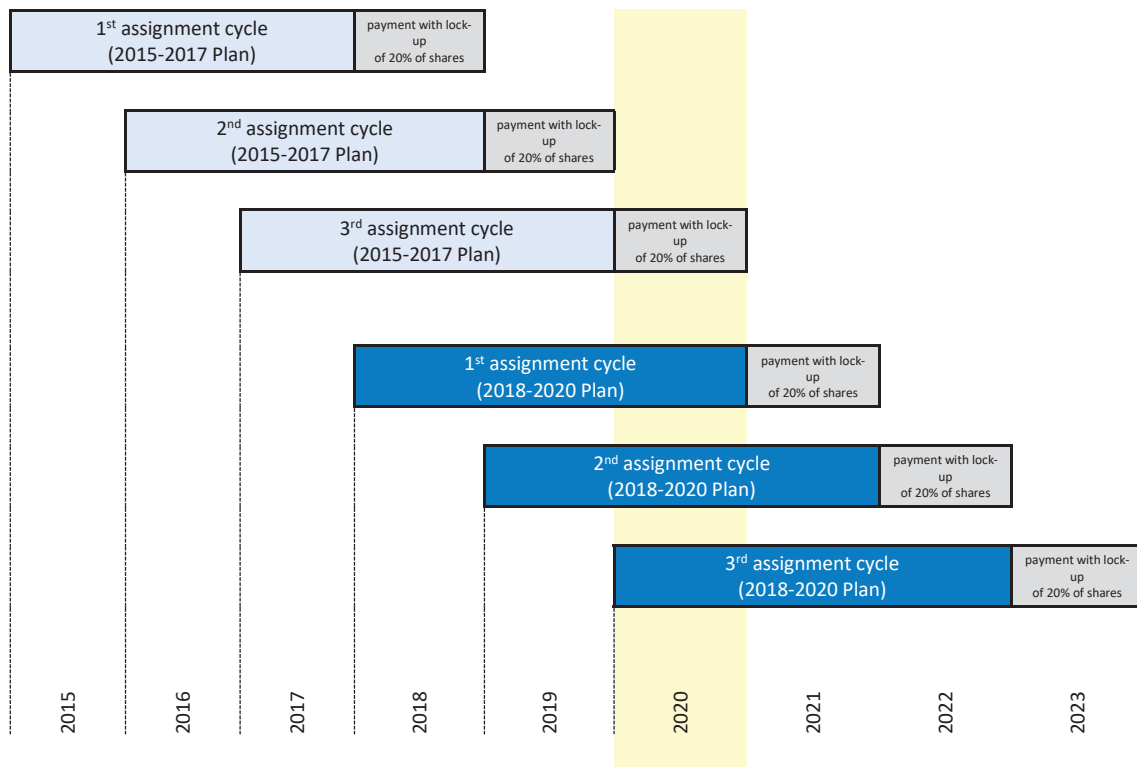 1st assignment cycle
(2015-2017 Plan)
payment with lock-
up
of 20% of shares
2nd assignment cycle
(2015-2017 Plan)
payment with lock-
up
of 20% of shares
3rd assignment cycle
(2015-2017 Plan)
payment with lock-
up
of 20% of shares
1st assignment cycle
(2018-2020 Plan)
payment with lock-
up
of 20% of shares
2nd assignment cycle
(2018-2020 Plan)
payment with lock-
up
of 20% of shares
3rd assignment cycle
(2018-2020 Plan)
payment with lock-
up
of 20% of shares
2015
2016
2017
2018
2019
2020
2021
2022
2023